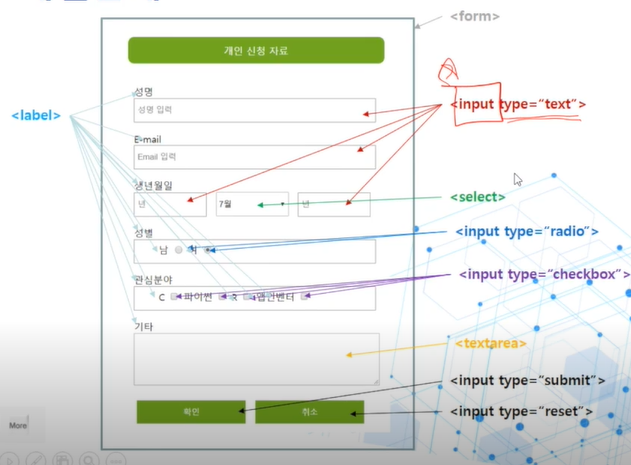 <form>
개인 신청 자료
성명
성명 입력
<input type="text">
<label>
E-mail
Email 입력
생년월일
년
7월
년
<select>
성별
남
여
<input type="radio">
관심분야
C
파이썬
R
앱인벤터
<input type="checkbox">
기타
<textarea>
확인
취소
<input type="submit">
<input type="reset">
More